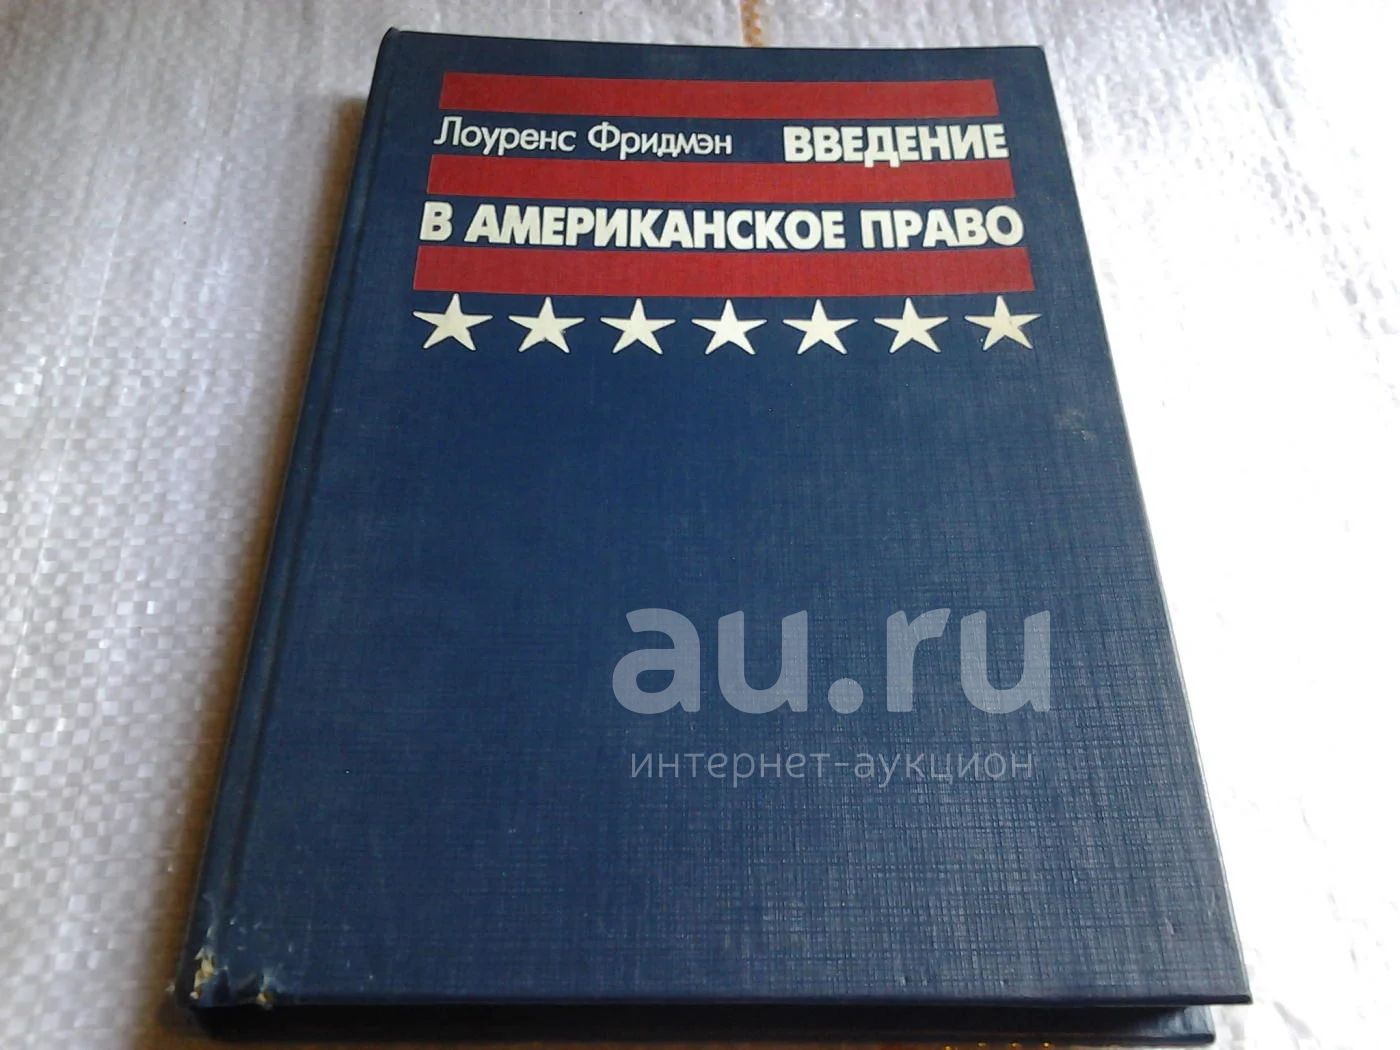 Лоуренс Фридмэн ВВЕДЕНИЕ
В АМЕРИКАНСКОЕ ПРАВО
au.ru
интернет-аукцион